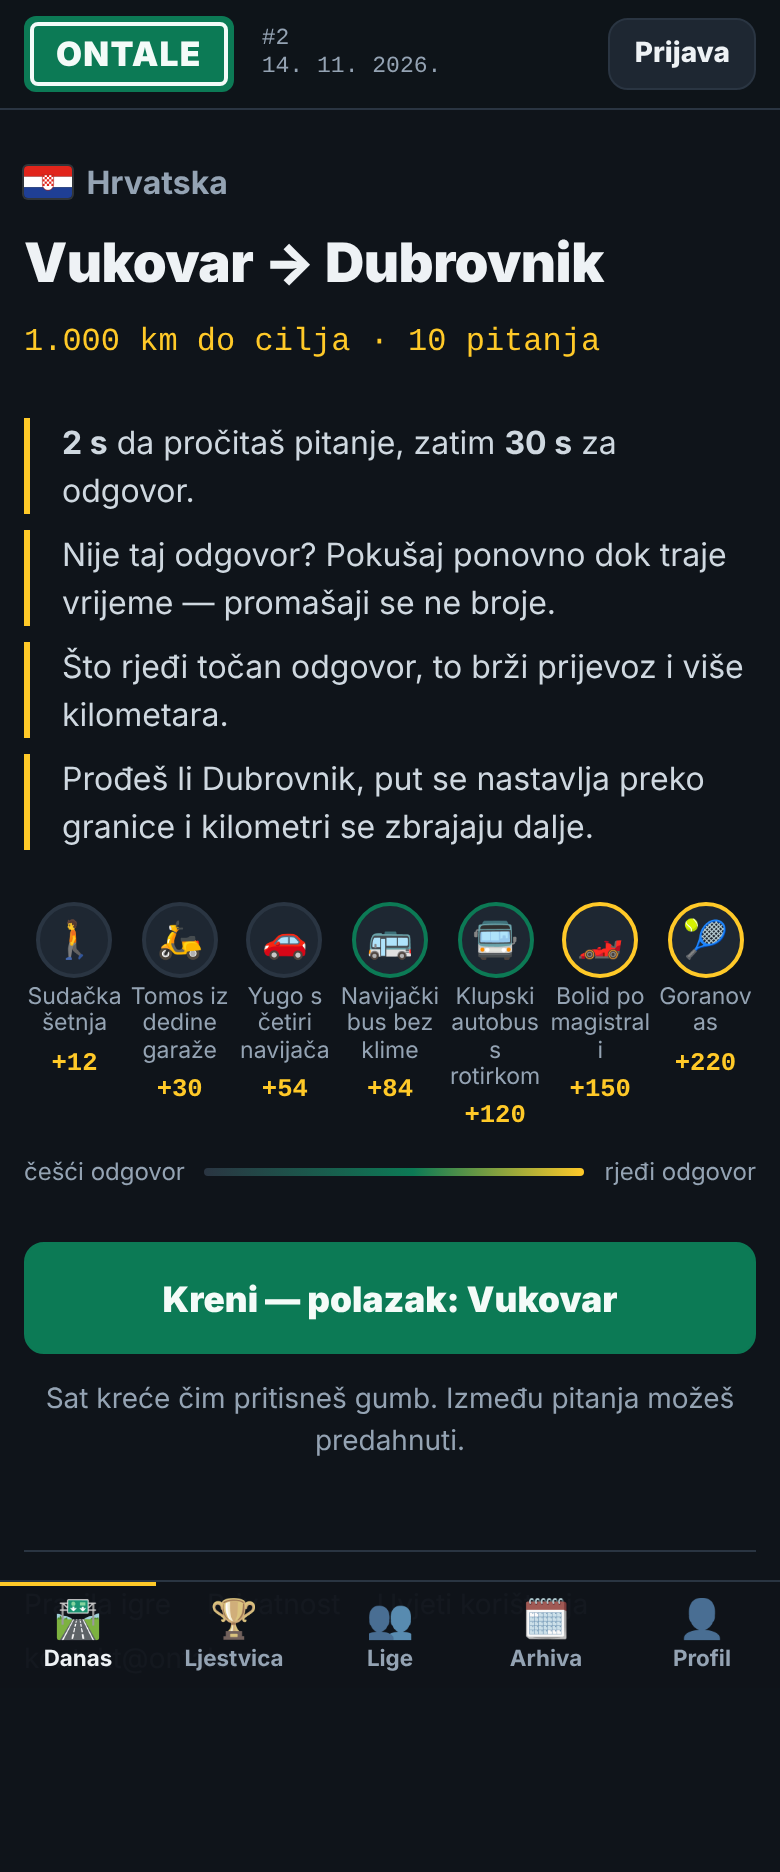 ONTALE
#2
14. 11. 2026.
Prijava
Hrvatska
Vukovar → Dubrovnik
1.000 km do cilja · 10 pitanja
2 s da pročitaš pitanje, zatim 30 s za
odgovor.
Nije taj odgovor? Pokušaj ponovno dok traje
vrijeme — promašaji se ne broje.
Što rjeđi točan odgovor, to brži prijevoz i više
kilometara.
Prođeš li Dubrovnik, put se nastavlja preko
granice i kilometri se zbrajaju dalje.
Sudačka
šetnja
+12
Tomos iz
dedine
garaže
+30
Yugo s
četiri
navijača
+54
Navijački
bus bez
klime
+84
Klupski
autobus
s
rotirkom
+120
Bolid po
magistral
i
+150
Goranov
as
+220
češći odgovor
rjeđi odgovor
Kreni — polazak: Vukovar
Sat kreće čim pritisneš gumb. Između pitanja možeš
predahnuti.
igre
Danas
Ljestvica
Lige
Arhiva
Profil